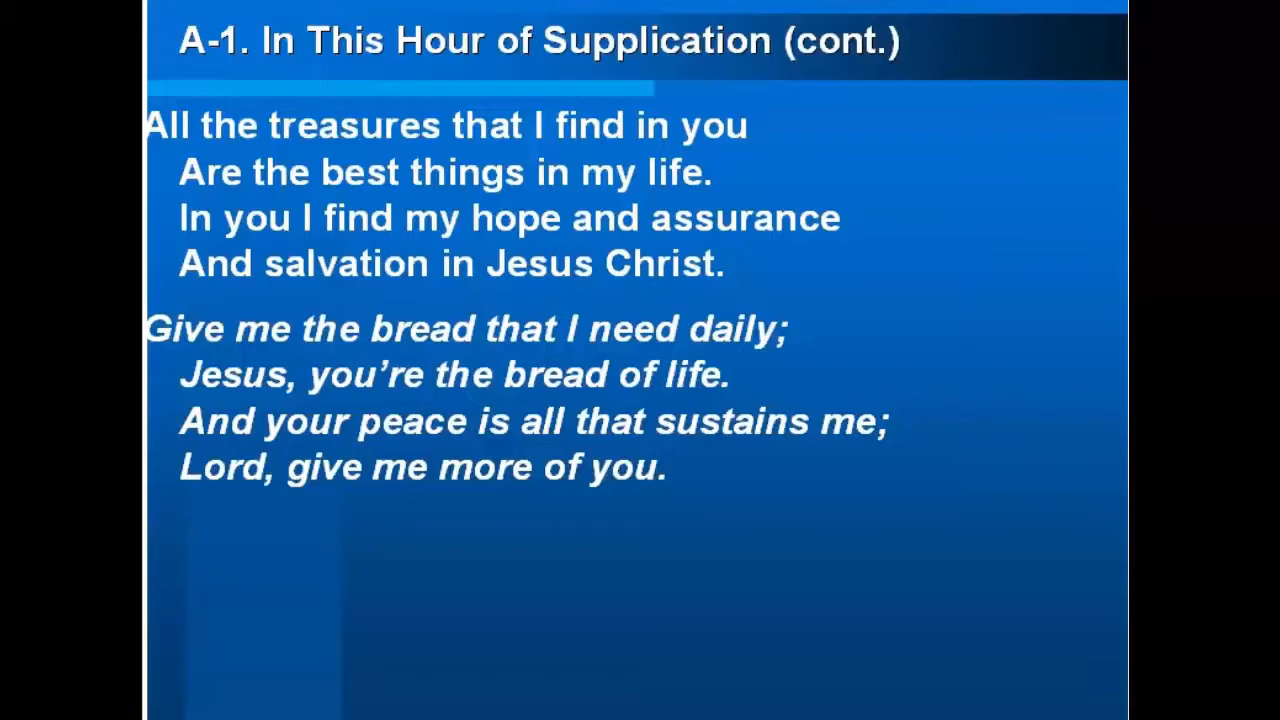 A-1. In This Hour of Supplication (cont.)
All the treasures that I find in you
Are the best things in my life.
In you I find my hope and assurance
And salvation in Jesus Christ.
Give me the bread that I need daily;
Jesus, you’re the bread of life.
And your peace is all that sustains me;
Lord, give me more of you.